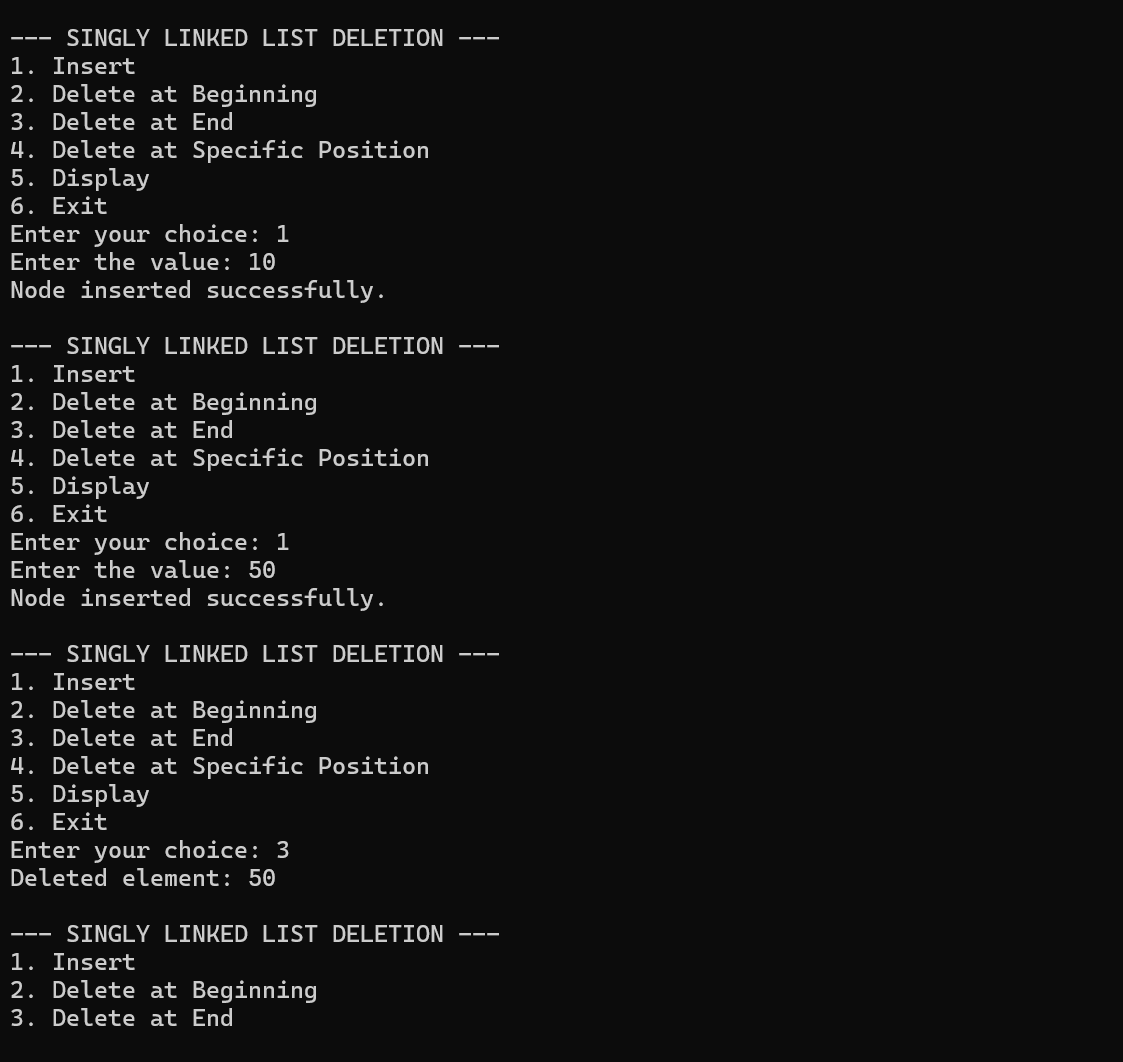 --- SINGLY LINKED LIST DELETION ---
1. Insert
2. Delete at Beginning
3. Delete at End
4. Delete at Specific Position
5. Display
6. Exit
Enter your choice: 1
Enter the value: 10
Node inserted successfully.

--- SINGLY LINKED LIST DELETION ---
1. Insert
2. Delete at Beginning
3. Delete at End
4. Delete at Specific Position
5. Display
6. Exit
Enter your choice: 1
Enter the value: 50
Node inserted successfully.

--- SINGLY LINKED LIST DELETION ---
1. Insert
2. Delete at Beginning
3. Delete at End
4. Delete at Specific Position
5. Display
6. Exit
Enter your choice: 3
Deleted element: 50

--- SINGLY LINKED LIST DELETION ---
1. Insert
2. Delete at Beginning
3. Delete at End